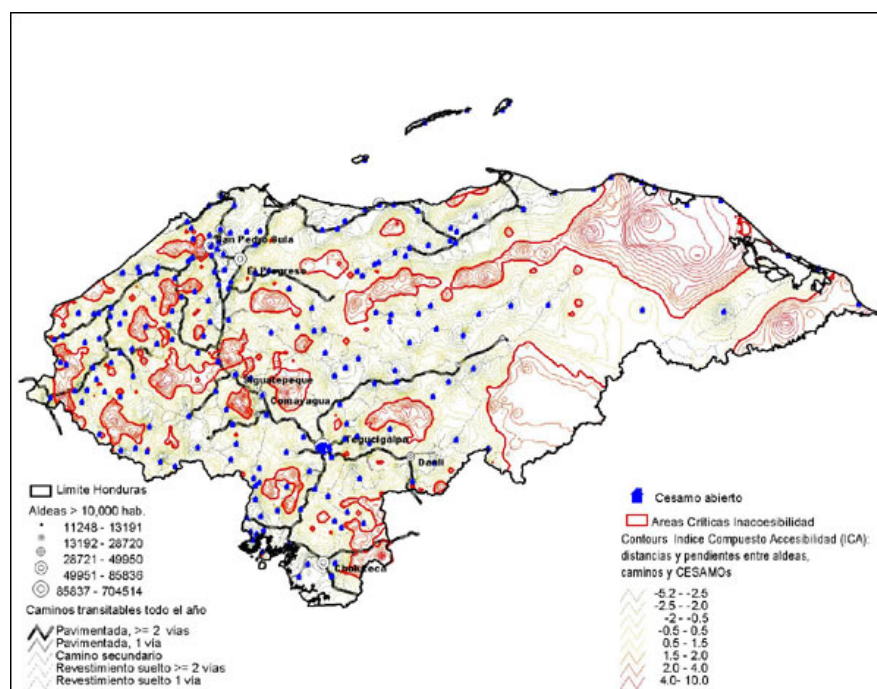 San Pedro Sula
El Progreso
Comayagua
Tegucigalpa
Danli
Limite Honduras
Aldeas > 10,000 hab.
11248 - 13191
13192 - 28720
28721 - 49950
49951 - 85836
85837 - 704514
Caminos transitables todo el año
Pavimentada, >= 2 vias
Pavimentada, 1 via
Camino secundario
Revestimiento suelto >= 2 vias
Revestimiento suelto 1 via
Cesamo abierto
Areas Criticas Inaccesibilidad
Contours Indice Compuesto Accesibilidad (ICA):
distancias y pendientes entre aldeas,
caminos y CESAMOs
-5.2 - -2.5
-2.5 - -2.0
-2 - -0.5
-0.5 - 0.5
0.5 - 1.5
1.5 - 2.0
2.0 - 4.0
4.0 - 10.0